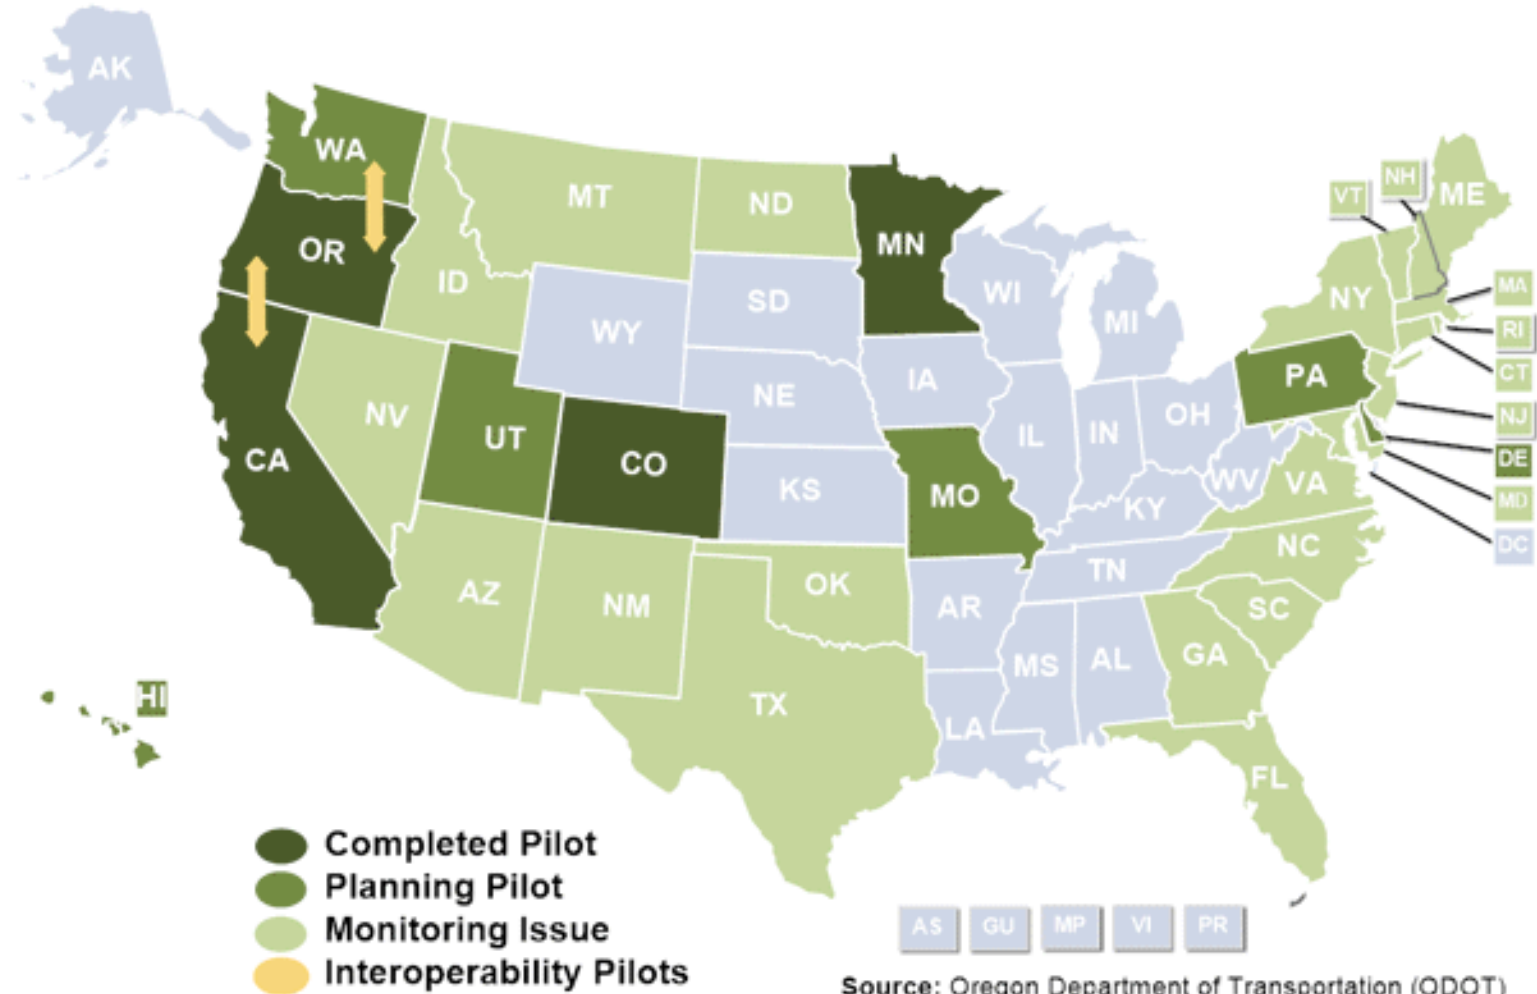 AK
WA
MT
ND
MN
VT
NH
ME
OR
ID
SD
WI
MI
NY
MA
WY
RI
NE
IA
PA
CT
NV
UT
CO
KS
MO
IL
IN
OH
NJ
CA
DE
WV
VA
MD
KY
DC
AZ
NM
OK
AR
TN
NC
SC
MS
AL
GA
HI
TX
LA
FL
Completed Pilot
Planning Pilot
Monitoring Issue
Interoperability Pilots
AS GU MP VI PR
Source: Oregon Department of Transportation (ODOT)